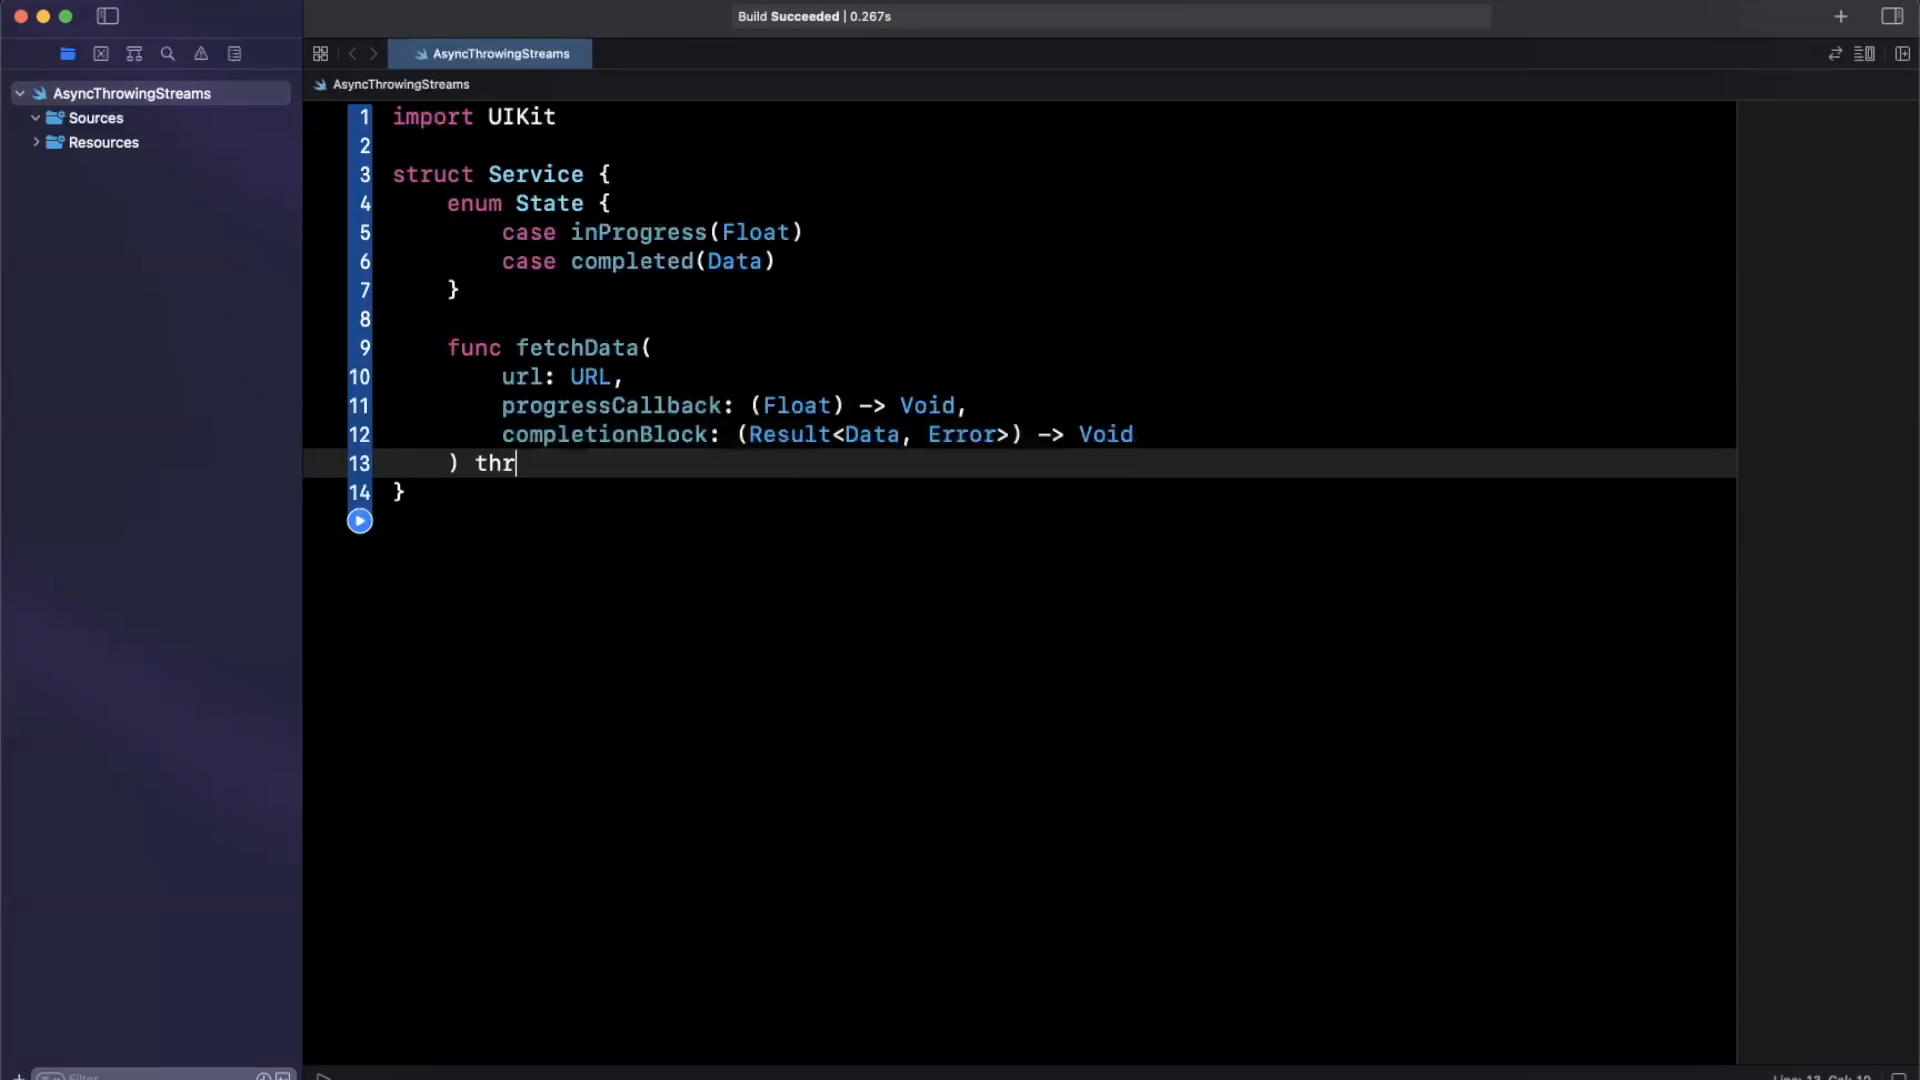 Build Succeeded | 0.267s
AsyncThrowingStreams
AsyncThrowingStreams
AsyncThrowingStreams
Sources
Resources
1 import UIKit
2
3 struct Service {
4 enum State {
5 case inProgress(Float)
6 case completed(Data)
7 }
8
9 func fetchData(
10 url: URL,
11 progressCallback: (Float) -> Void,
12 completionBlock: (Result<Data, Error>) -> Void
13 ) thr
14 }
Filter